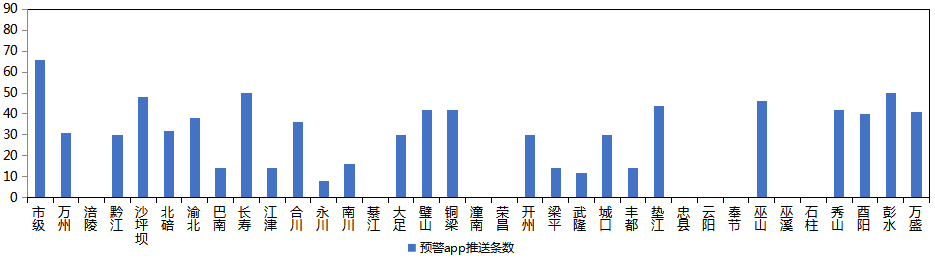 90
80
70
60
50
40
30
20
10
0
市级
万州
涪陵
黔江
沙坪坝
北碚
渝北
巴南
长寿
江津
合川
永川
南川
綦江
大足
璧山
铜梁
潼南
荣昌
开州
梁平
武隆
城口
丰都
垫江
忠县
云阳
奉节
巫山
巫溪
石柱
秀山
酉阳
彭水
万盛
预警app推送条数